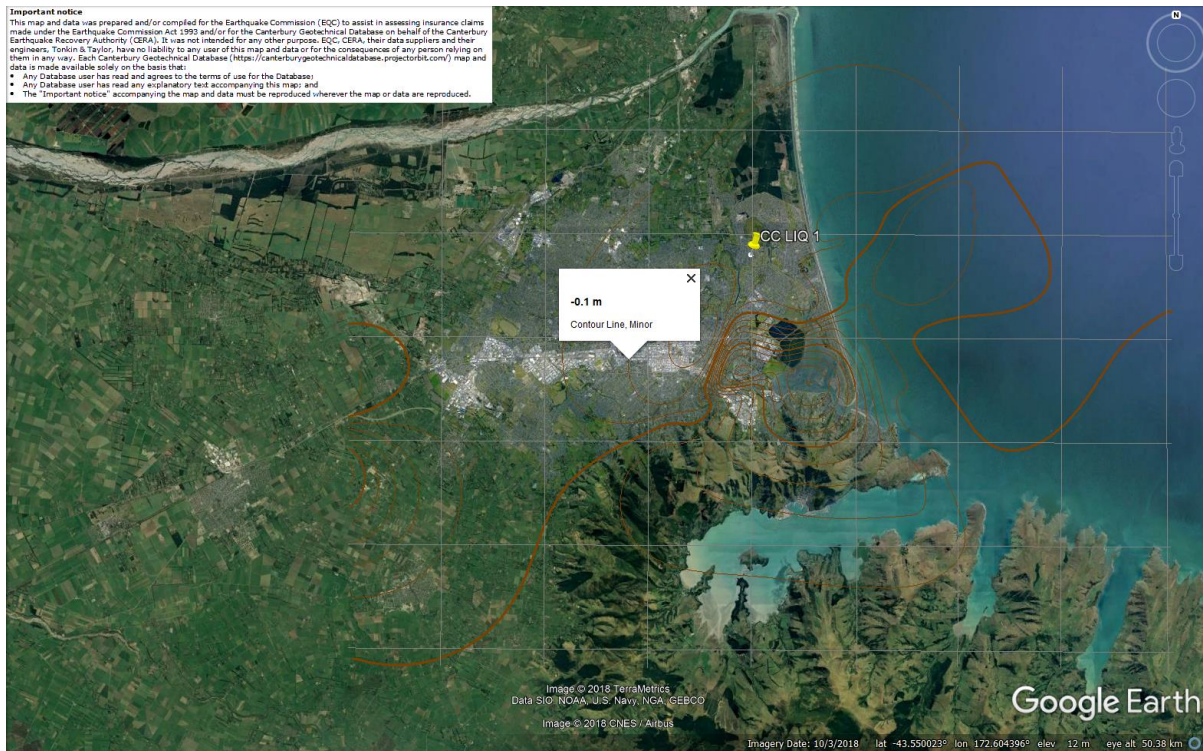 Important notice
This map and data was prepared and/or compiled for the Earthquake Commission (EQC) to assist in assessing insurance claims
made under the Earthquake Commission Act 1993 and/or for the Canterbury Geotechnical Database on behalf of the Canterbury
Earthquake Recovery Authority (CERA). It was not intended for any other purpose. EQC, CERA, their data suppliers and their
engineers, Tonkin & Taylor, have no liability to any user of this map and data or for the consequences of any person relying on
them in any way. Each Canterbury Geotechnical Database (https://canterburygeotechnicaldatabase.projectorbit.com/) map and
data is made available solely on the basis that:
• Any Database user has read and agrees to the terms of use for the Database;
• Any Database user has read any explanatory text accompanying this map; and
• The "Important notice" accompanying the map and data must be reproduced wherever the map or data are reproduced.
N
CC LIQ 1
-0.1 m
Contour Line, Minor
Image © 2018 TerraMetrics
Data SIO, NOAA, U.S. Navy, NGA, GEBCO
Image © 2018 CNES / Airbus
Google Earth
Imagery Date: 10/3/2018 lat -43.550023° lon 172.604396° elev 12 m eye alt 50.38 km